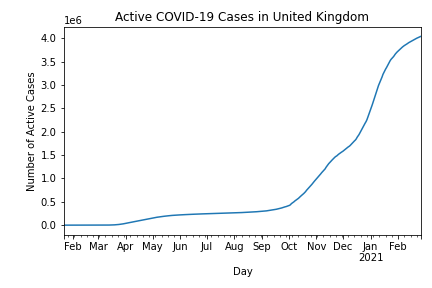 Active COVID-19 Cases in United Kingdom
1e6
4.0
3.5
3.0
2.5
2.0
1.5
1.0
0.5
0.0
Number of Active Cases
Feb Mar Apr May Jun Jul Aug Sep Oct Nov Dec Jan Feb
2021
Day